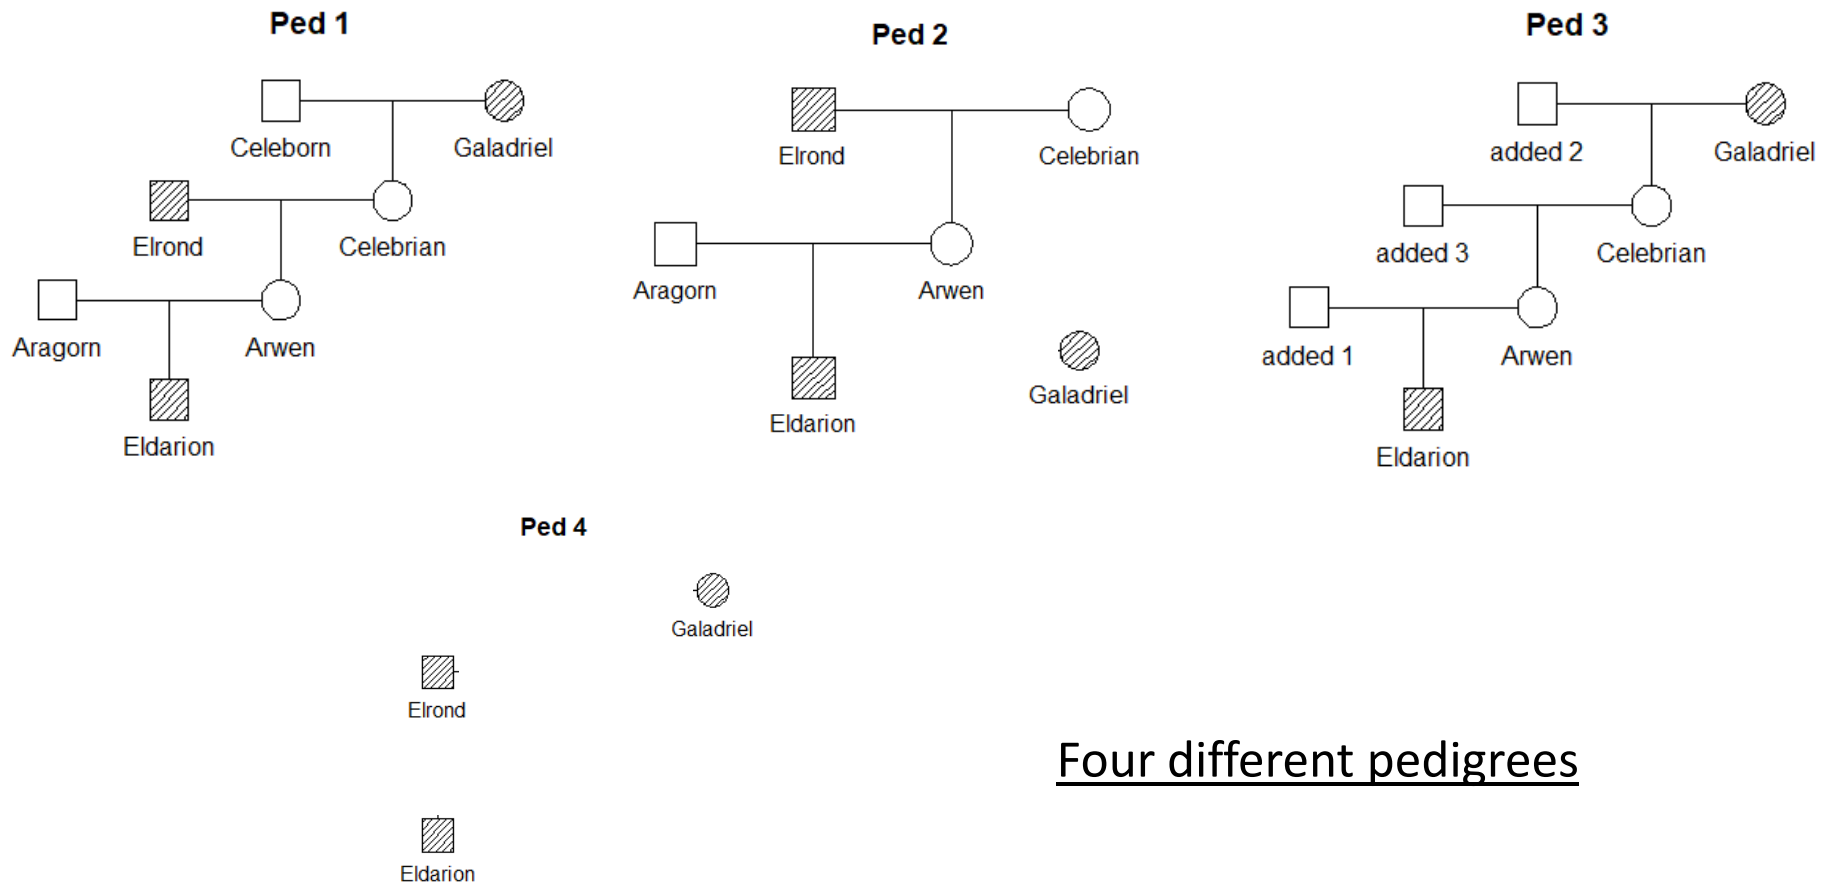 Ped 1
Celeborn
Galadriel
Elrond
Celebrian
Aragorn
Arwen
Eldarion
Ped 2
Elrond
Celebrian
Aragorn
Arwen
Galadriel
Eldarion
Ped 3
added 2
Galadriel
added 3
Celebrian
added 1
Arwen
Eldarion
Ped 4
Galadriel
Elrond
Eldarion
Four different pedigrees